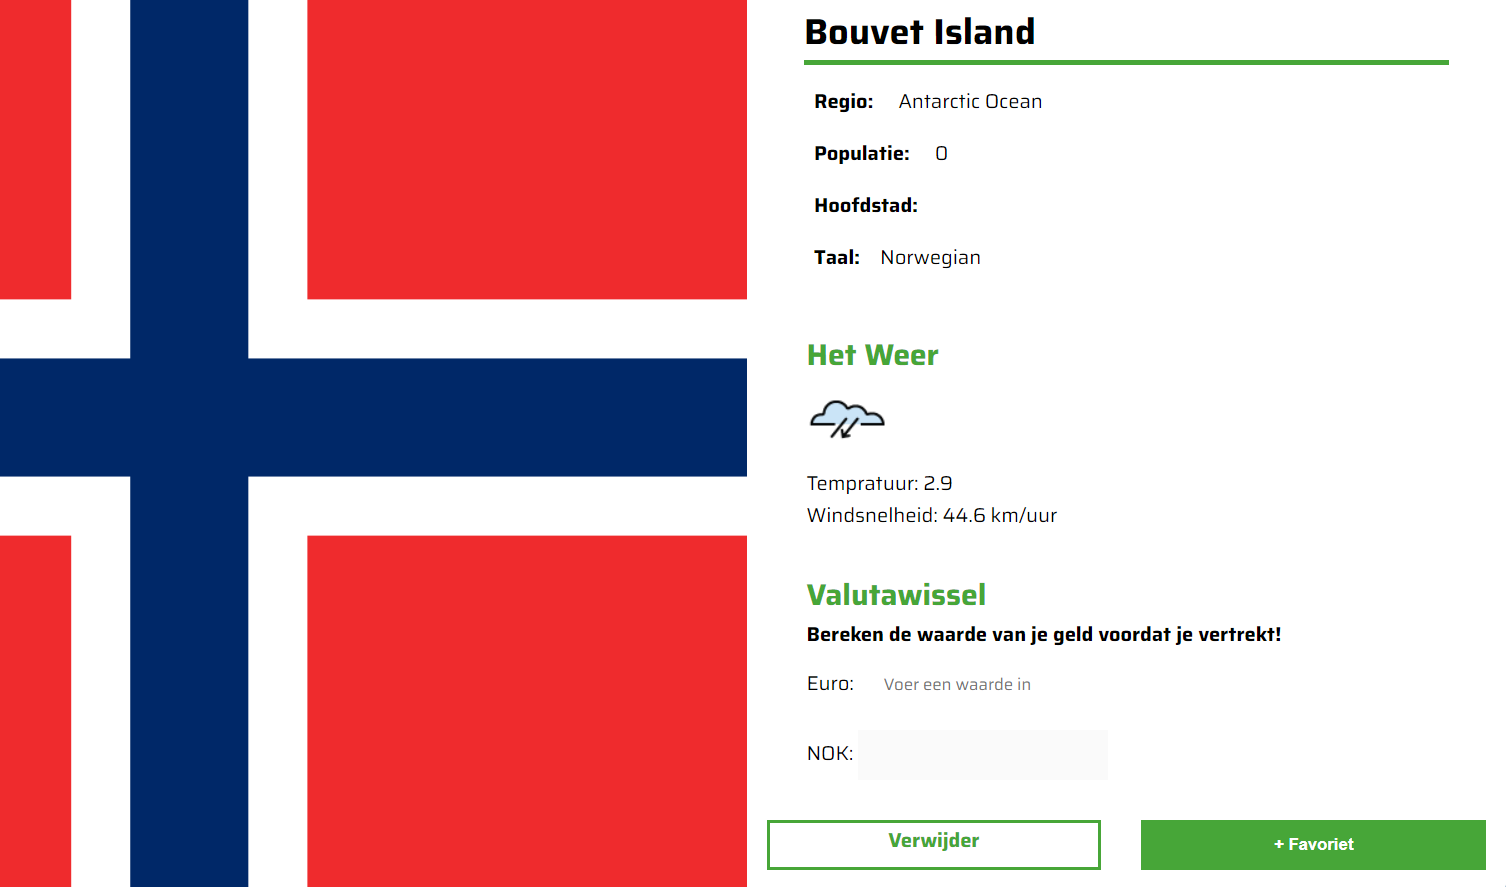 Bouvet Island
Regio: Antarctic Ocean
Populatie: 0
Hoofdstad:
Taal: Norwegian
Het Weer
Tempratuur: 2.9
Windsnelheid: 44.6 km/uur
Valutawissel
Bereken de waarde van je geld voordat je vertrekt!
Euro: Voer een waarde in
NOK:
Verwijder
+ Favoriet